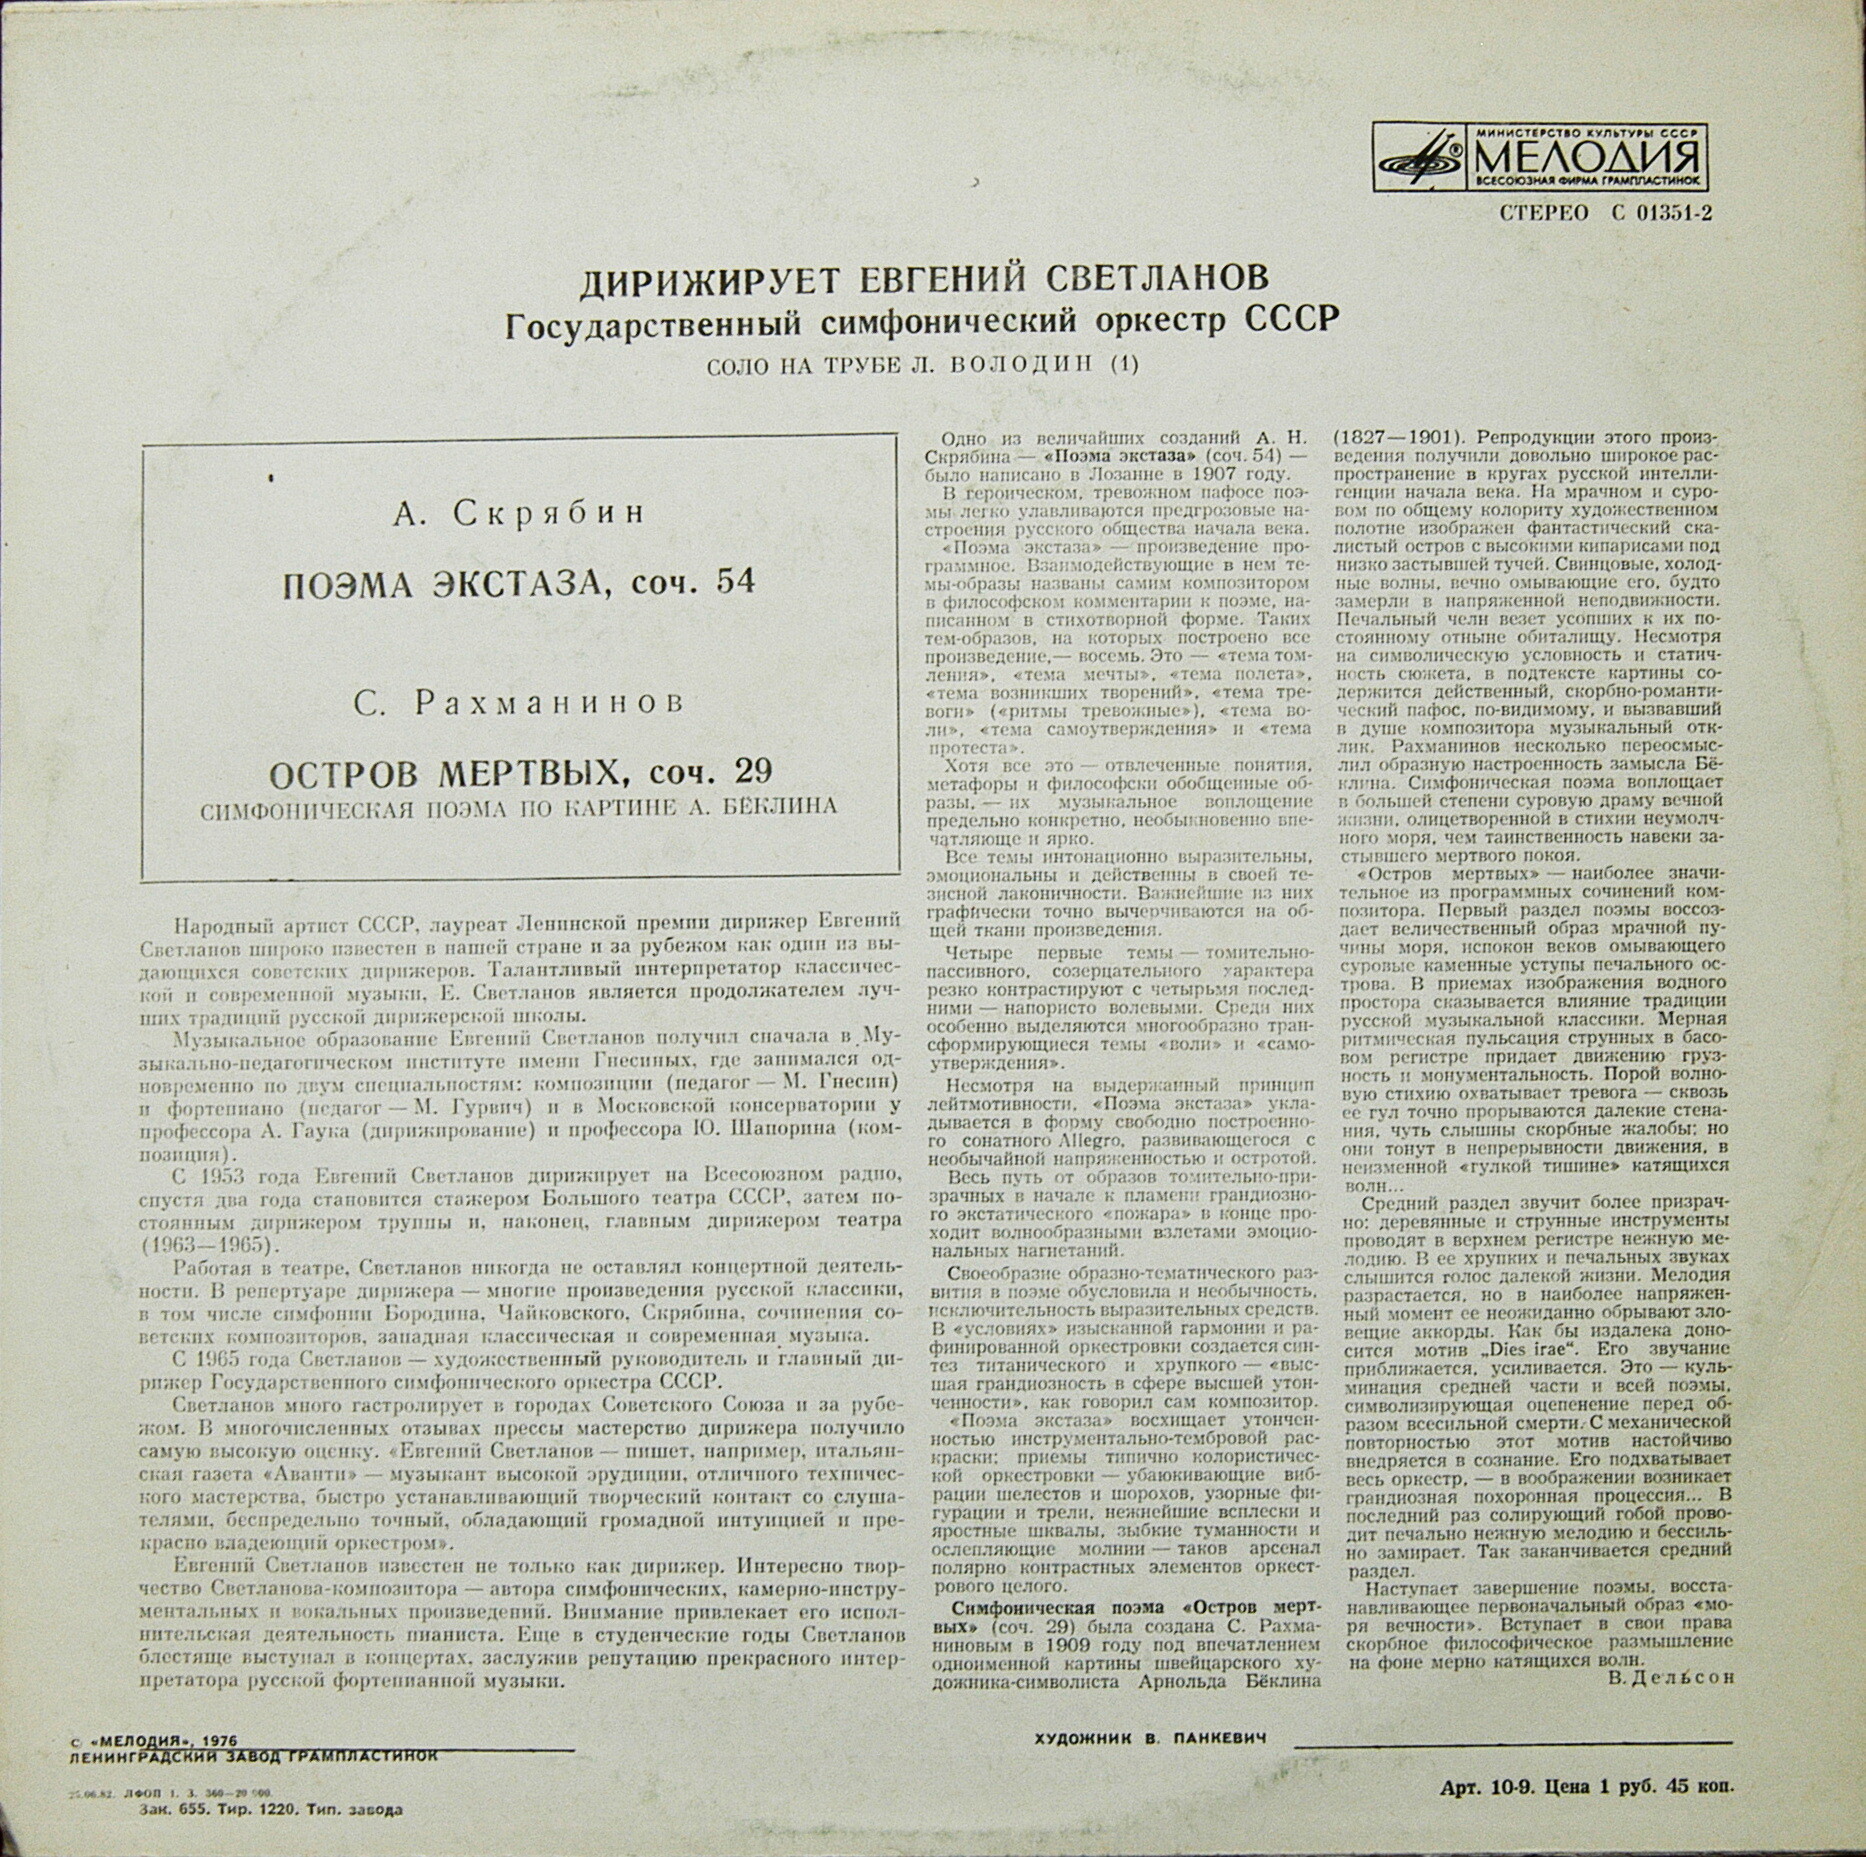 МИНИСТЕРСТВО КУЛЬТУРЫ СССР
МЕЛОДИЯ
ВСЕСОЮЗНАЯ ФИРМА ГРАМПЛАСТИНОК
СТЕРЕО С 01351-2
ДИРИЖИРУЕТ ЕВГЕНИЙ СВЕТЛАНОВ
Государственный симфонический оркестр СССР
СОЛО НА ТРУБЕ Л. ВОЛОДИН (1)
А. Скрябин
ПОЭМА ЭКСТАЗА, соч. 54
С. Рахманинов
ОСТРОВ МЕРТВЫХ, соч. 29
СИМФОНИЧЕСКАЯ ПОЭМА ПО КАРТИНЕ А. БЁКЛИНА
Народный артист СССР, лауреат Ленинской премии дирижер Евгений
Светланов широко известен в нашей стране и за рубежом как один из вы-
дающихся советских дирижеров. Талантливый интерпретатор классичес-
кой и современной музыки, Е. Светланов является продолжателем луч-
ших традиций русской дирижерской школы.
Музыкальное образование Евгений Светланов получил сначала в Му-
зыкально-педагогическом институте имени Гнесиных, где занимался од-
новременно по двум специальностям: композиции (педагог — М. Гнесин)
и фортепиано (педагог — М. Гурвич) и в Московской консерватории у
профессора А. Гаука (дирижирование) и профессора Ю. Шапорина (ком-
позиция).
С 1953 года Евгений Светланов дирижирует на Всесоюзном радио,
спустя два года становится стажером Большого театра СССР, затем по-
стоянным дирижером труппы и, наконец, главным дирижером театра
(1963—1965).
Работая в театре, Светланов никогда не оставлял концертной деятель-
ности. В репертуаре дирижера — многие произведения русской классики,
в том числе симфонии Бородина, Чайковского, Скрябина, сочинения со-
ветских композиторов, западная классическая и современная музыка.
С 1965 года Светланов — художественный руководитель и главный ди-
рижер Государственного симфонического оркестра СССР.
Светланов много гастролирует в городах Советского Союза и за рубе-
жом. В многочисленных отзывах прессы мастерство дирижера получило
самую высокую оценку. «Евгений Светланов — пишет, например, итальян-
ская газета «Аванти» — музыкант высокой эрудиции, отличного техничес-
кого мастерства, быстро устанавливающий творческий контакт со слуша-
телями, беспредельно точный, обладающий громадной интуицией и пре-
красно владеющий оркестром».
Евгений Светланов известен не только как дирижер. Интересно твор-
чество Светланова-композитора — автора симфонических, камерно-инстру-
ментальных и вокальных произведений. Внимание привлекает его испол-
нительская деятельность пианиста. Еще в студенческие годы Светланов
блестяще выступал в концертах, заслужив репутацию прекрасного интер-
претатора русской фортепианной музыки.
Одно из величайших созданий А. Н.
Скрябина — «Поэма экстаза» (соч. 54) —
было написано в Лозанне в 1907 году.
В героическом, тревожном пафосе поэ-
мы легко улавливаются предгрозовые на-
строения русского общества начала века.
«Поэма экстаза» — произведение про-
граммное. Взаимодействующие в нем те-
мы-образы названы самим композитором
в философском комментарии к поэме, на-
писанном в стихотворной форме. Таких
тем-образов, на которых построено все
произведение,— восемь. Это — «тема том-
ления», «тема мечты», «тема полета»,
«тема возникших творений», «тема тре-
воги» («ритмы тревожные»), «тема во-
ли», «тема самоутверждения» и «тема
протеста».
Хотя все это — отвлеченные понятия,
метафоры и философски обобщенные об-
разы, — их музыкальное воплощение
предельно конкретно, необыкновенно впе-
чатляюще и ярко.
Все темы интонационно выразительны,
эмоциональны и действенны в своей те-
зисной лаконичности. Важнейшие из них
графически точно вычерчиваются на об-
щей ткани произведения.
Четыре первые темы — томительно-
пассивного, созерцательного характера
резко контрастируют с четырьмя послед-
ними — напористо волевыми. Среди них
особенно выделяются многообразно тран-
сформирующиеся темы «воли» и «само-
утверждения».
Несмотря на выдержанный принцип
лейтмотивности, «Поэма экстаза» укла-
дывается в форму свободно построенно-
го сонатного Allegro, развивающегося с
необычайной напряженностью и остротой.
Весь путь от образов томительно-при-
зрачных в начале к пламени грандиозно-
го экстатического «пожара» в конце про-
ходит волнообразными взлетами эмоцио-
нальных нагнетаний.
Своеобразие образно-тематического раз-
вития в поэме обусловила и необычность,
исключительность выразительных средств.
В «условиях» изысканной гармонии и ра-
финированной оркестровки создается син-
тез титанического и хрупкого — «выс-
шая грандиозность в сфере высшей утон-
ченности», как говорил сам композитор.
«Поэма экстаза» восхищает утончен-
ностью инструментально-тембровой рас-
краски; приемы типично колористичес-
кой оркестровки — убаюкивающие виб-
рации шелестов и шорохов, узорные фи-
гурации и трели, нежнейшие всплески и
яростные шквалы, зыбкие туманности и
ослепляющие молнии — таков арсенал
полярно контрастных элементов оркест-
рового целого.
Симфоническая поэма «Остров мерт-
вых» (соч. 29) была создана С. Рахма-
ниновым в 1909 году под впечатлением
одноименной картины швейцарского ху-
дожника-символиста Арнольда Бёклина
(1827—1901). Репродукции этого произ-
ведения получили довольно широкое рас-
пространение в кругах русской интелли-
генции начала века. На мрачном и суро-
вом по общему колориту художественном
полотне изображен фантастический ска-
листый остров с высокими кипарисами под
низко застывшей тучей. Свинцовые, холод-
ные волны, вечно омывающие его, будто
замерли в напряженной неподвижности.
Печальный челн везет усопших к их по-
стоянному отныне обиталищу. Несмотря
на символическую условность и статич-
ность сюжета, в подтексте картины со-
держится действенный, скорбно-романти-
ческий пафос, по-видимому, и вызвавший
в душе композитора музыкальный отк-
лик. Рахманинов несколько переосмыс-
лил образную настроенность замысла Бё-
клина. Симфоническая поэма воплощает
в большей степени суровую драму вечной
жизни, олицетворенной в стихии неумолч-
ного моря, чем таинственность навеки за-
стывшего мертвого покоя.
«Остров мертвых» — наиболее значи-
тельное из программных сочинений ком-
позитора. Первый раздел поэмы воссоз-
дает величественный образ мрачной пу-
чины моря, испокон веков омывающего
суровые каменные уступы печального ос-
трова. В приемах изображения водного
простора сказывается влияние традиции
русской музыкальной классики. Мерная
ритмическая пульсация струнных в басо-
вом регистре придает движению груз-
ность и монументальность. Порой волно-
вую стихию охватывает тревога — сквозь
ее гул точно прорываются далекие стена-
ния, чуть слышны скорбные жалобы; но
они тонут в непрерывности движения, в
неизменной «гулкой тишине» катящихся
волн...
Средний раздел звучит более призрач-
но: деревянные и струнные инструменты
проводят в верхнем регистре нежную ме-
лодию. В ее хрупких и печальных звуках
слышится голос далекой жизни. Мелодия
разрастается, но в наиболее напряжен-
ный момент ее неожиданно обрывают зло-
вещие аккорды. Как бы издалека доно-
сится мотив „Dies irae“. Его звучание
приближается, усиливается. Это — куль-
минация средней части и всей поэмы,
символизирующая оцепенение перед об-
разом всесильной смерти. С механической
повторностью этот мотив настойчиво
внедряется в сознание. Его подхватывает
весь оркестр, — в воображении возникает
грандиозная похоронная процессия... В
последний раз солирующий гобой прово-
дит печально нежную мелодию и бессиль-
но замирает. Так заканчивается средний
раздел.
Наступает завершение поэмы, восста-
навливающее первоначальный образ «мо-
ря вечности». Вступает в свои права
скорбное философическое размышление
на фоне мерно катящихся волн.
В. Дельсон
© «МЕЛОДИЯ», 1976
ЛЕНИНГРАДСКИЙ ЗАВОД ГРАМПЛАСТИНОК
ХУДОЖНИК В. ПАНКЕВИЧ
25.06.82. ЛФОП 1. З. 360—20 000.
Зак. 655. Тир. 1220. Тип. завода
Арт. 10-9. Цена 1 руб. 45 коп.